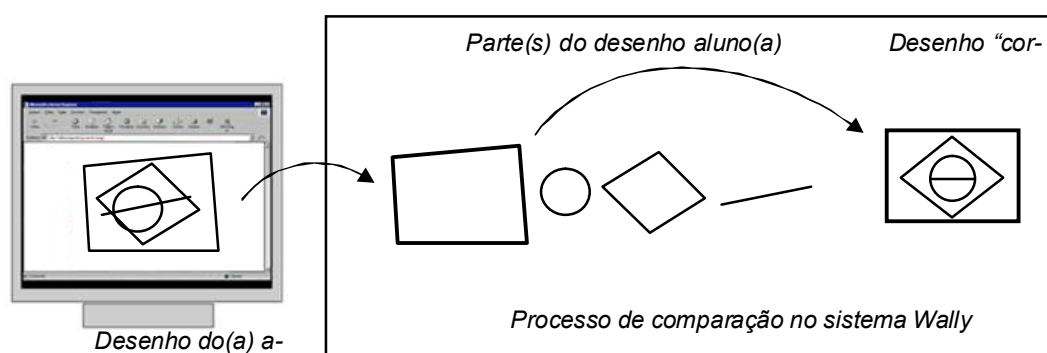 Parte(s) do desenho aluno(a)
Desenho “cor-
Desenho do(a) a-
Processo de comparação no sistema Wally